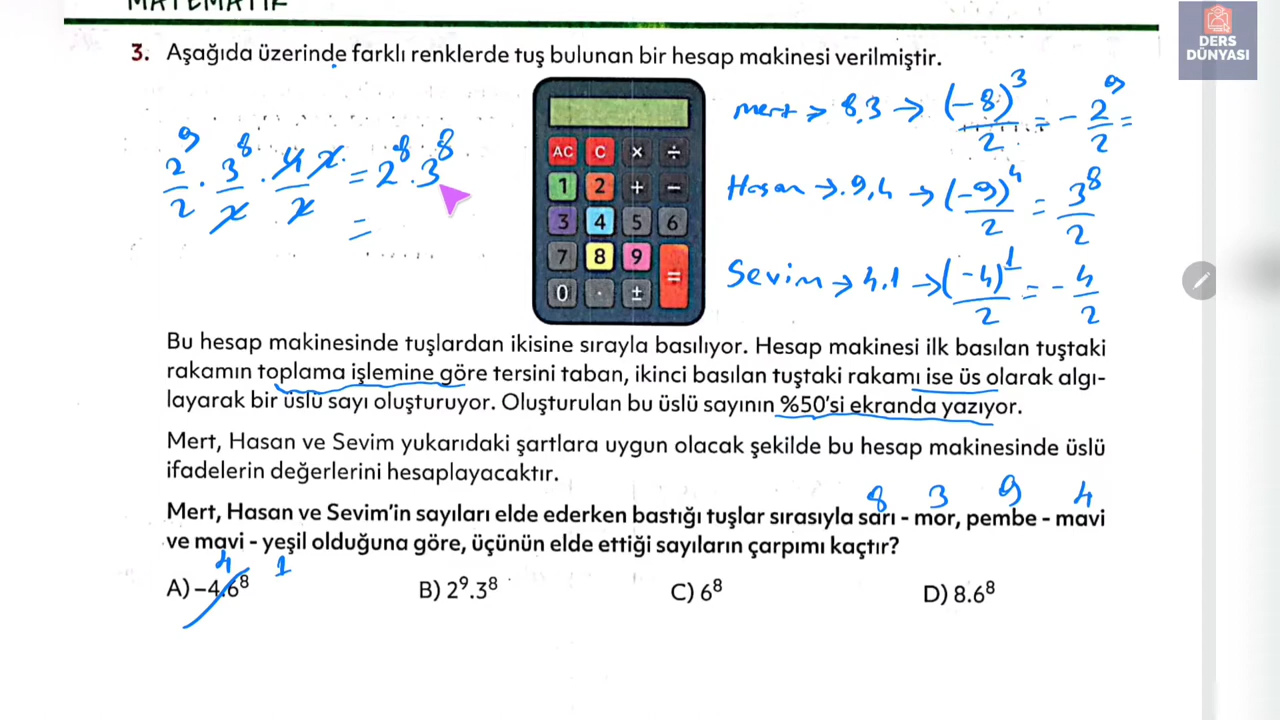 MATEMATİK
DERS
DÜNYASI
3. Aşağıda üzerinde farklı renklerde tuş bulunan bir hesap makinesi verilmiştir.
2⁹/2 . 3⁸/2 . 4/2 = 2⁸.3⁸
=
AC C × ÷
1 2 + −
3 4 5 6
7 8 9 =
0 . ±
Mert → 8,3 → (−8)³/2 = − 2⁹/2 =
Hasan → 9,4 → (−9)⁴/2 = 3⁸/2
Sevim → 4,1 → (−4)¹/2 = − 4/2
Bu hesap makinesinde tuşlardan ikisine sırayla basılıyor. Hesap makinesi ilk basılan tuştaki
rakamın toplama işlemine göre tersini taban, ikinci basılan tuştaki rakamı ise üs olarak algı-
layarak bir üslü sayı oluşturuyor. Oluşturulan bu üslü sayının %50'si ekranda yazıyor.
Mert, Hasan ve Sevim yukarıdaki şartlara uygun olacak şekilde bu hesap makinesinde üslü
ifadelerin değerlerini hesaplayacaktır.
8 3 9 4
Mert, Hasan ve Sevim'in sayıları elde ederken bastığı tuşlar sırasıyla sarı - mor, pembe - mavi
ve mavi - yeşil olduğuna göre, üçünün elde ettiği sayıların çarpımı kaçtır?
4 1
A) −4.6⁸ B) 2⁹.3⁸ C) 6⁸ D) 8.6⁸